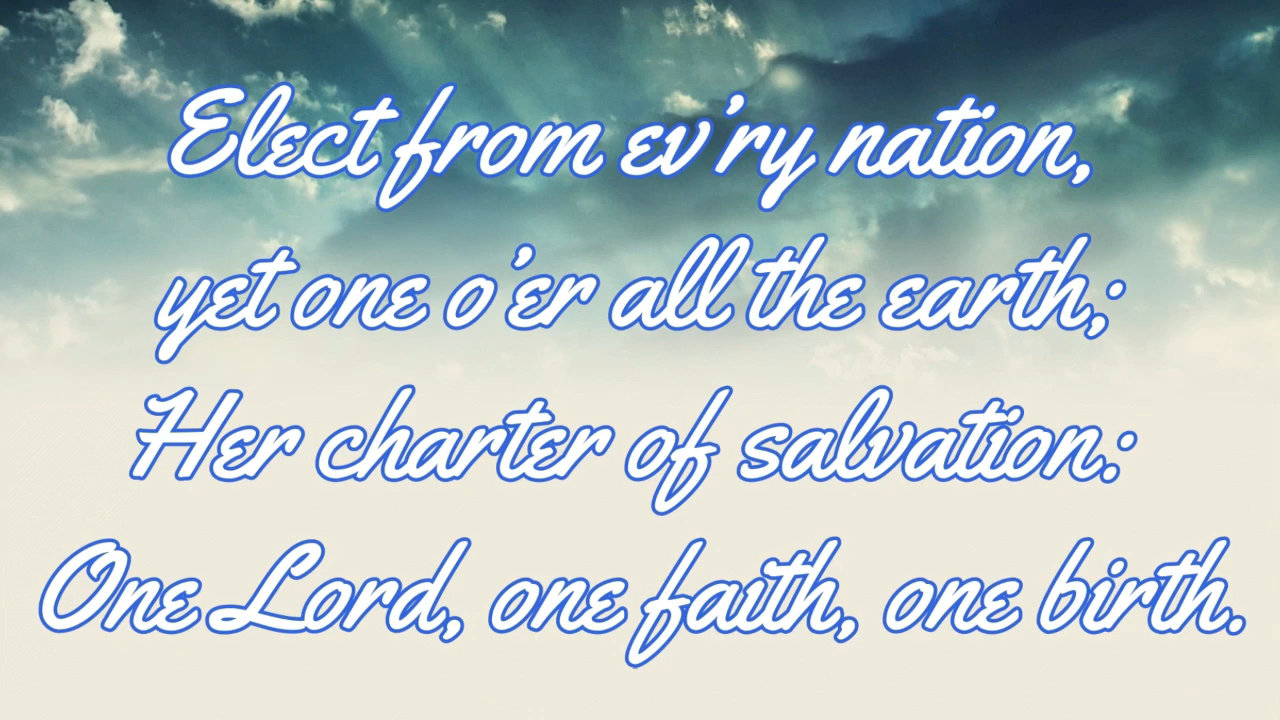 Elect from ev’ry nation,
yet one o’er all the earth;
Her charter of salvation:
One Lord, one faith, one birth.